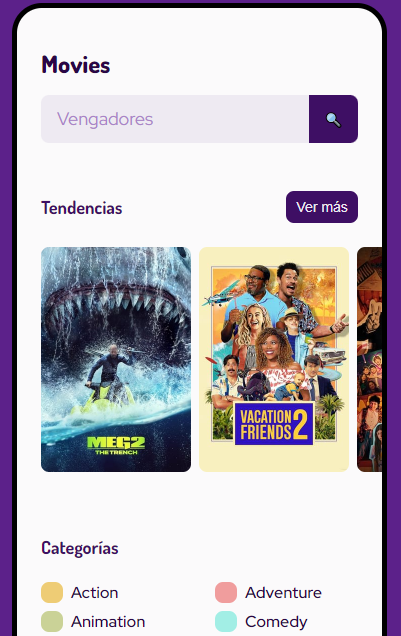 Movies
Vengadores
Tendencias
Ver más
MEG2
THE TRENCH
VACATION
FRIENDS 2
Categorías
Action
Adventure
Animation
Comedy